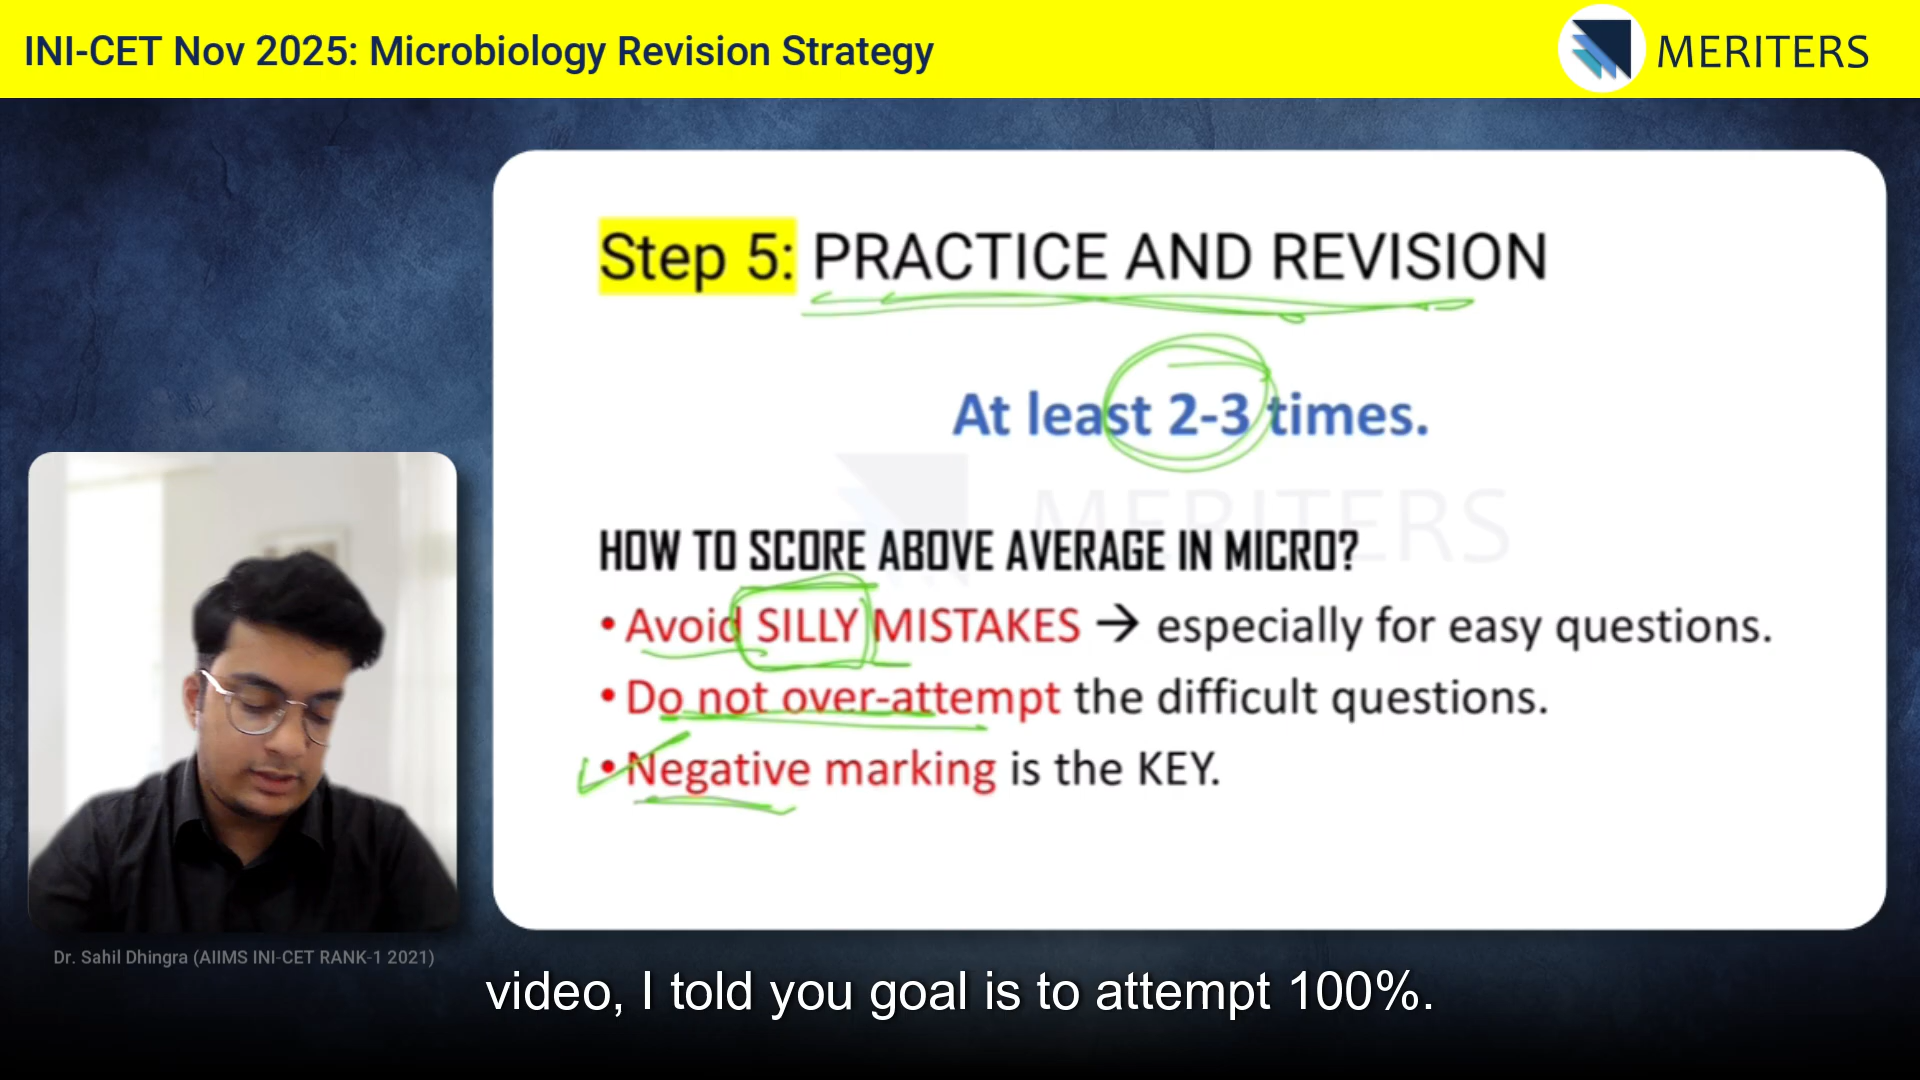 INI-CET Nov 2025: Microbiology Revision Strategy
MERITERS
Step 5: PRACTICE AND REVISION
At least 2-3 times.
MERITERS
HOW TO SCORE ABOVE AVERAGE IN MICRO?
• Avoid SILLY MISTAKES → especially for easy questions.
• Do not over-attempt the difficult questions.
• Negative marking is the KEY.
Dr. Sahil Dhingra (AIIMS INI-CET RANK-1 2021)
video, I told you goal is to attempt 100%.